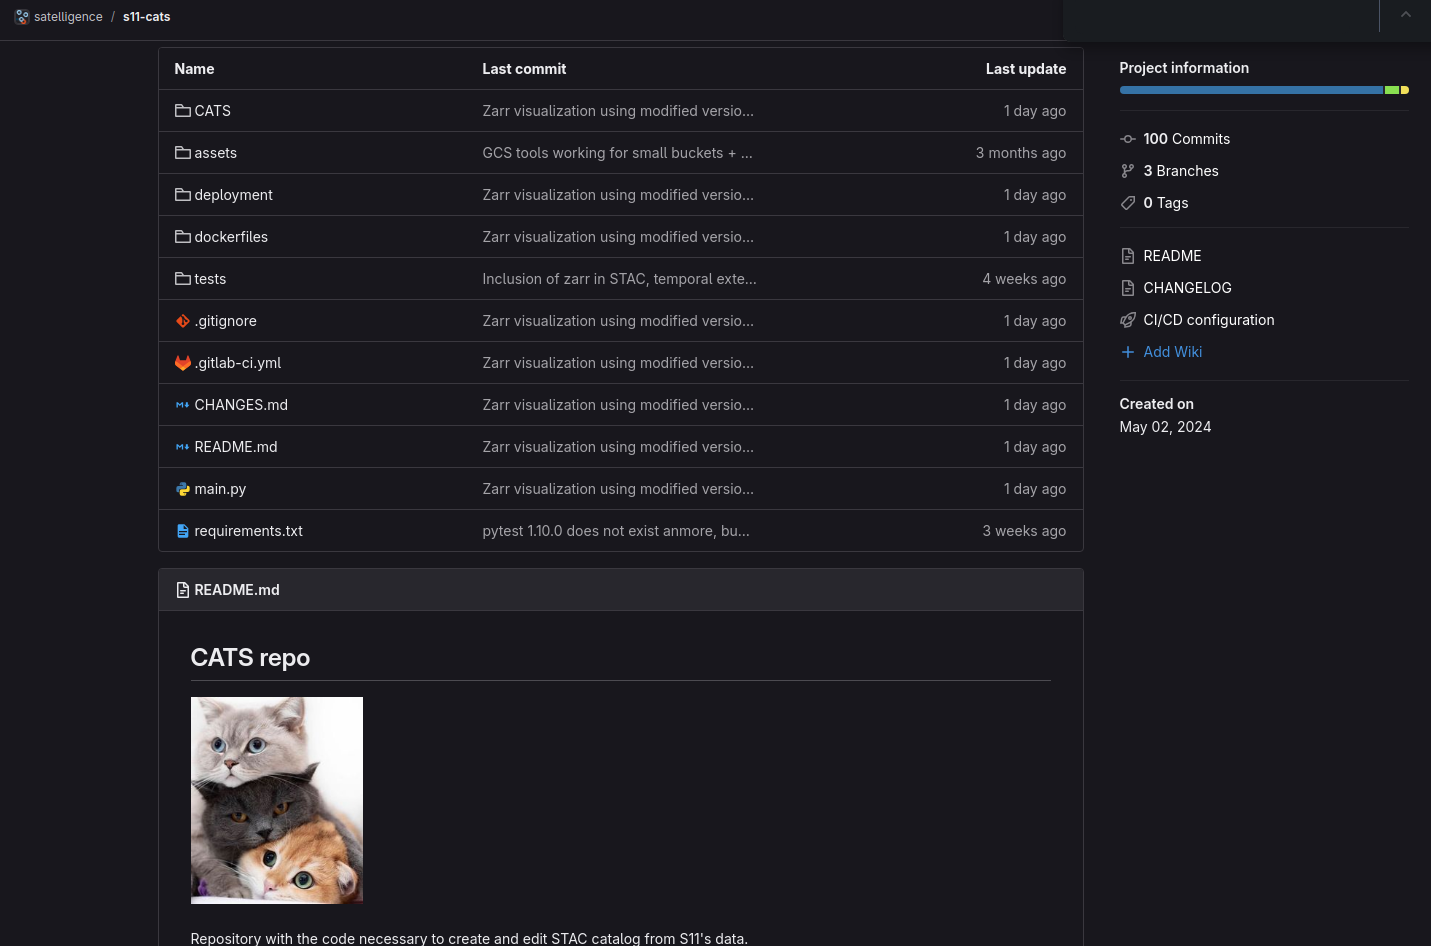 satelligence / s11-cats
Name Last commit Last update
CATS Zarr visualization using modified versio... 1 day ago
assets GCS tools working for small buckets + ... 3 months ago
deployment Zarr visualization using modified versio... 1 day ago
dockerfiles Zarr visualization using modified versio... 1 day ago
tests Inclusion of zarr in STAC, temporal exte... 4 weeks ago
.gitignore Zarr visualization using modified versio... 1 day ago
.gitlab-ci.yml Zarr visualization using modified versio... 1 day ago
CHANGES.md Zarr visualization using modified versio... 1 day ago
README.md Zarr visualization using modified versio... 1 day ago
main.py Zarr visualization using modified versio... 1 day ago
requirements.txt pytest 1.10.0 does not exist anmore, bu... 3 weeks ago
README.md
CATS repo
Repository with the code necessary to create and edit STAC catalog from S11's data.
Project information
100 Commits
3 Branches
0 Tags
README
CHANGELOG
CI/CD configuration
Add Wiki
Created on
May 02, 2024